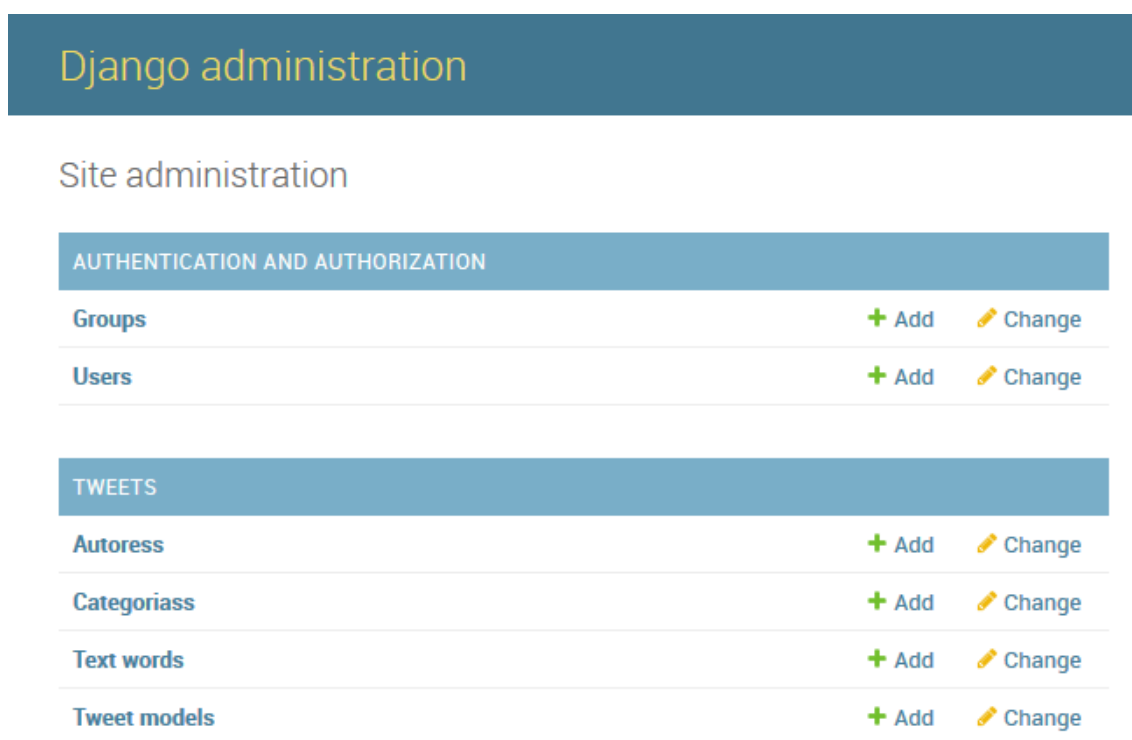 Django administration
Site administration
AUTHENTICATION AND AUTHORIZATION
Groups Add Change
Users Add Change
TWEETS
Autoress Add Change
Categoriass Add Change
Text words Add Change
Tweet models Add Change